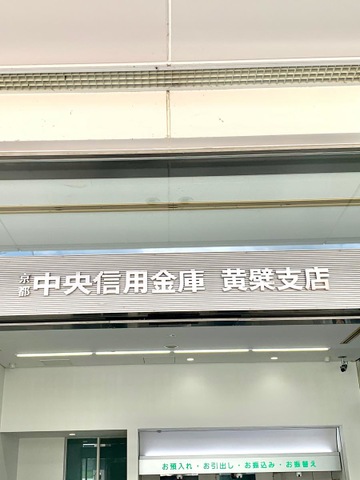 京都 中央信用金庫 黄檗支店
お預入れ・お引出し・お振込み・お振替え